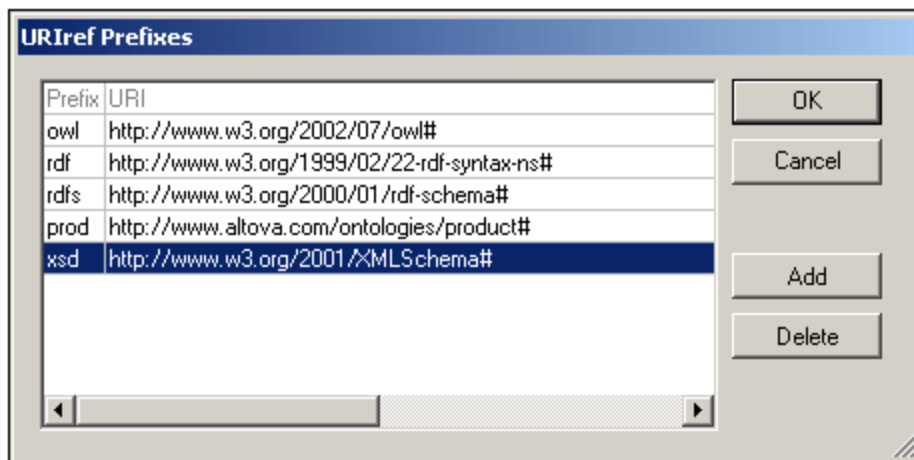 URIref Prefixes
Prefix URI
owl http://www.w3.org/2002/07/owl#
rdf http://www.w3.org/1999/02/22-rdf-syntax-ns#
rdfs http://www.w3.org/2000/01/rdf-schema#
prod http://www.altova.com/ontologies/product#
xsd http://www.w3.org/2001/XMLSchema#
OK
Cancel
Add
Delete